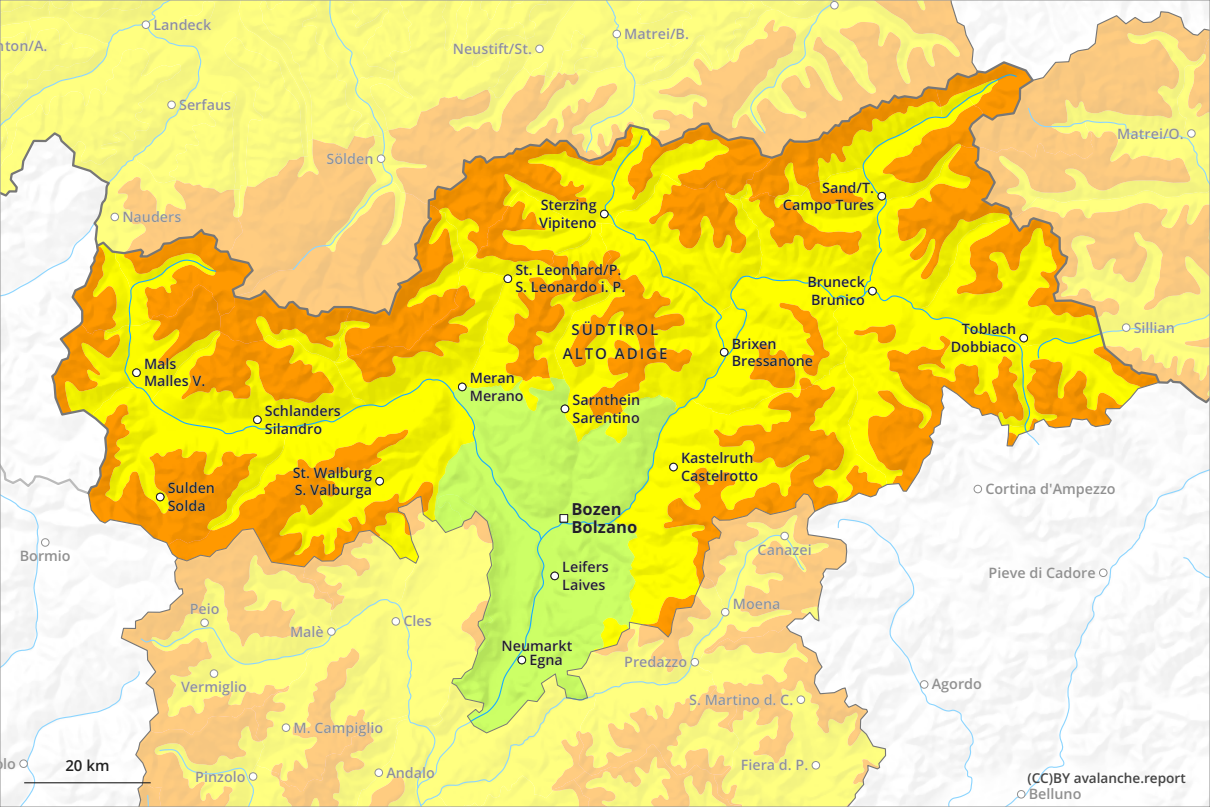 Landeck
nton/A.
Neustift/St.
Matrei/B.
Serfaus
Matrei/O.
Sölden
Nauders
Sand/T.
Campo Tures
Sterzing
Vipiteno
St. Leonhard/P.
S. Leonardo i. P.
Bruneck
Brunico
SÜDTIROL
ALTO ADIGE
Toblach
Dobbiaco
Sillian
Brixen
Bressanone
Mals
Malles V.
Meran
Merano
Sarnthein
Sarentino
Schlanders
Silandro
Kastelruth
Castelrotto
St. Walburg
S. Valburga
Sulden
Solda
Cortina d'Ampezzo
Bozen
Bolzano
Bormio
Canazei
Leifers
Laives
Pieve di Cadore
Peio
Moena
Cles
Malè
Neumarkt
Egna
Predazzo
Vermiglio
Agordo
S. Martino d. C.
M. Campiglio
Fiera d. P.
20 km
Pinzolo
Andalo
(CC)BY avalanche.report
Belluno